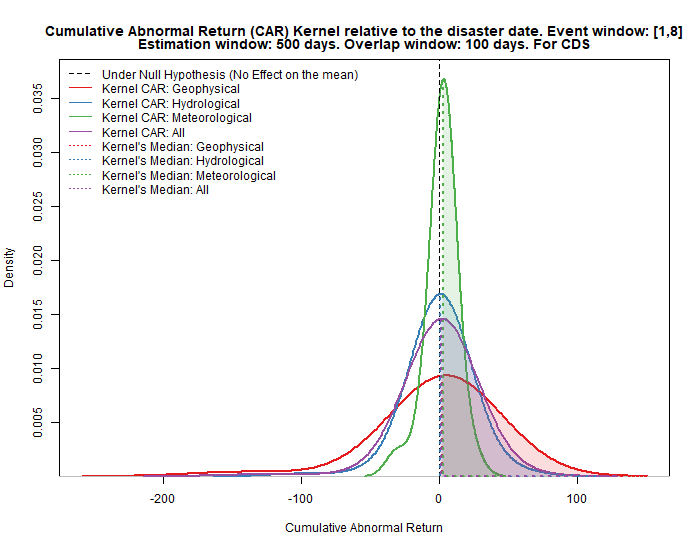 Cumulative Abnormal Return (CAR) Kernel relative to the disaster date. Event window: [1,8]
Estimation window: 500 days. Overlap window: 100 days. For CDS
Under Null Hypothesis (No Effect on the mean)
Kernel CAR: Geophysical
Kernel CAR: Hydrological
Kernel CAR: Meteorological
Kernel CAR: All
Kernel's Median: Geophysical
Kernel's Median: Hydrological
Kernel's Median: Meteorological
Kernel's Median: All
0.035
0.030
0.025
0.020
0.015
0.010
0.005
Density
-200
-100
0
100
Cumulative Abnormal Return